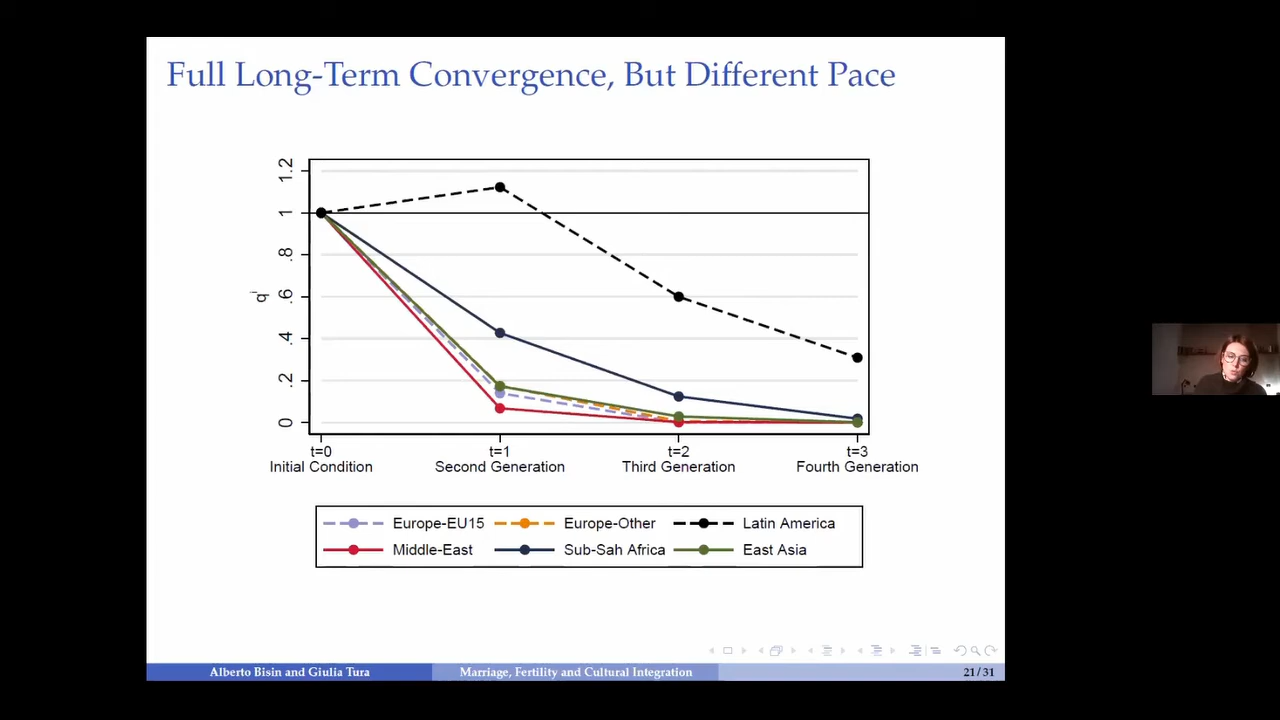 Full Long-Term Convergence, But Different Pace
1.2
1
.8
.6
.4
.2
0
qⁱ
t=0 t=1 t=2 t=3
Initial Condition Second Generation Third Generation Fourth Generation
Europe-EU15 Europe-Other Latin America
Middle-East Sub-Sah Africa East Asia
Alberto Bisin and Giulia Tura Marriage, Fertility and Cultural Integration 21/31